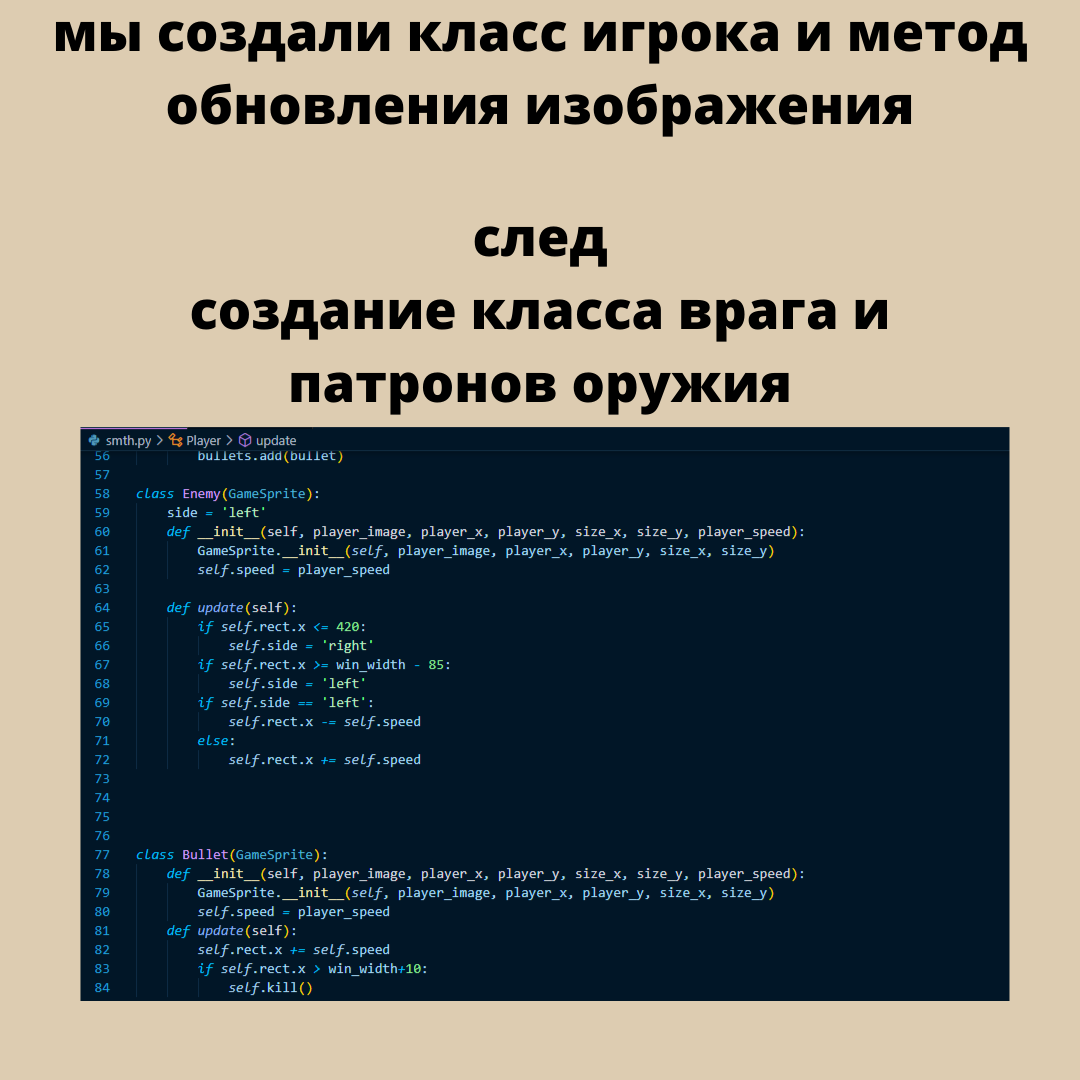 мы создали класс игрока и метод
обновления изображения
след
создание класса врага и
патронов оружия
smth.py > Player > update
56 bullets.add(bullet)
57
58 class Enemy(GameSprite):
59 side = 'left'
60 def __init__(self, player_image, player_x, player_y, size_x, size_y, player_speed):
61 GameSprite.__init__(self, player_image, player_x, player_y, size_x, size_y)
62 self.speed = player_speed
63
64 def update(self):
65 if self.rect.x <= 420:
66 self.side = 'right'
67 if self.rect.x >= win_width - 85:
68 self.side = 'left'
69 if self.side == 'left':
70 self.rect.x -= self.speed
71 else:
72 self.rect.x += self.speed
73
74
75
76
77 class Bullet(GameSprite):
78 def __init__(self, player_image, player_x, player_y, size_x, size_y, player_speed):
79 GameSprite.__init__(self, player_image, player_x, player_y, size_x, size_y)
80 self.speed = player_speed
81 def update(self):
82 self.rect.x += self.speed
83 if self.rect.x > win_width+10:
84 self.kill()